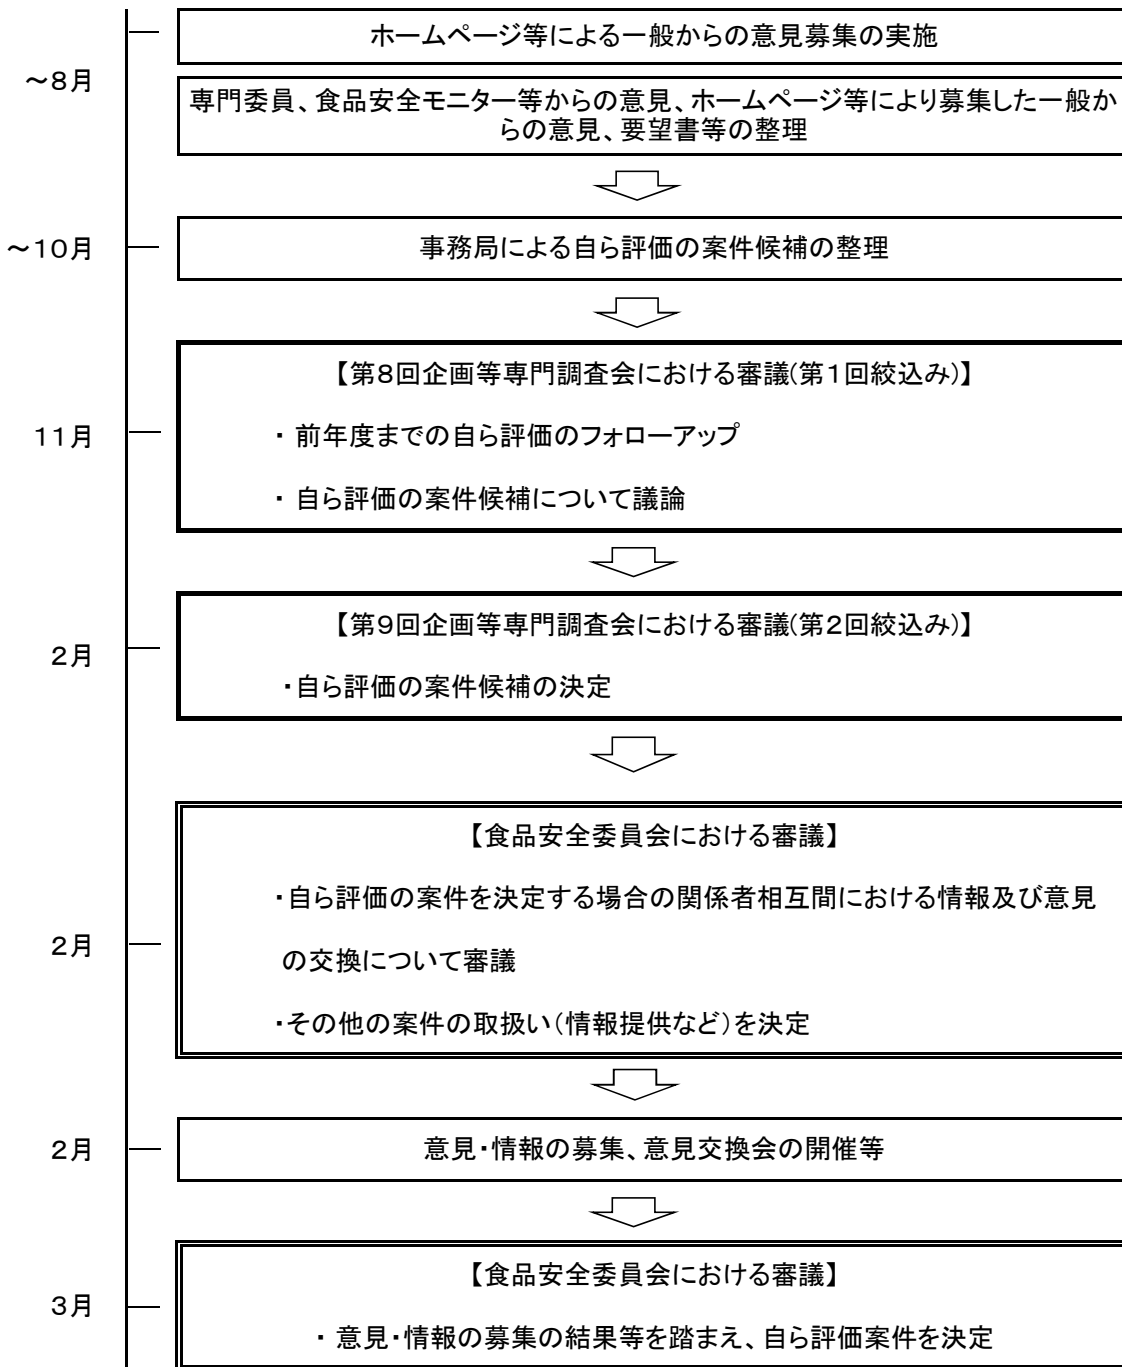 ホームページ等による一般からの意見募集の実施
～8月
専門委員、食品安全モニター等からの意見、ホームページ等により募集した一般か
らの意見、要望書等の整理
～10月
事務局による自ら評価の案件候補の整理
【第8回企画等専門調査会における審議(第1回絞込み)】
11月
・ 前年度までの自ら評価のフォローアップ
・ 自ら評価の案件候補について議論
【第9回企画等専門調査会における審議(第2回絞込み)】
2月
・自ら評価の案件候補の決定
【食品安全委員会における審議】
・自ら評価の案件を決定する場合の関係者相互間における情報及び意見
2月
の交換について審議
・その他の案件の取扱い（情報提供など）を決定
2月
意見・情報の募集、意見交換会の開催等
【食品安全委員会における審議】
3月
・ 意見・情報の募集の結果等を踏まえ、自ら評価案件を決定